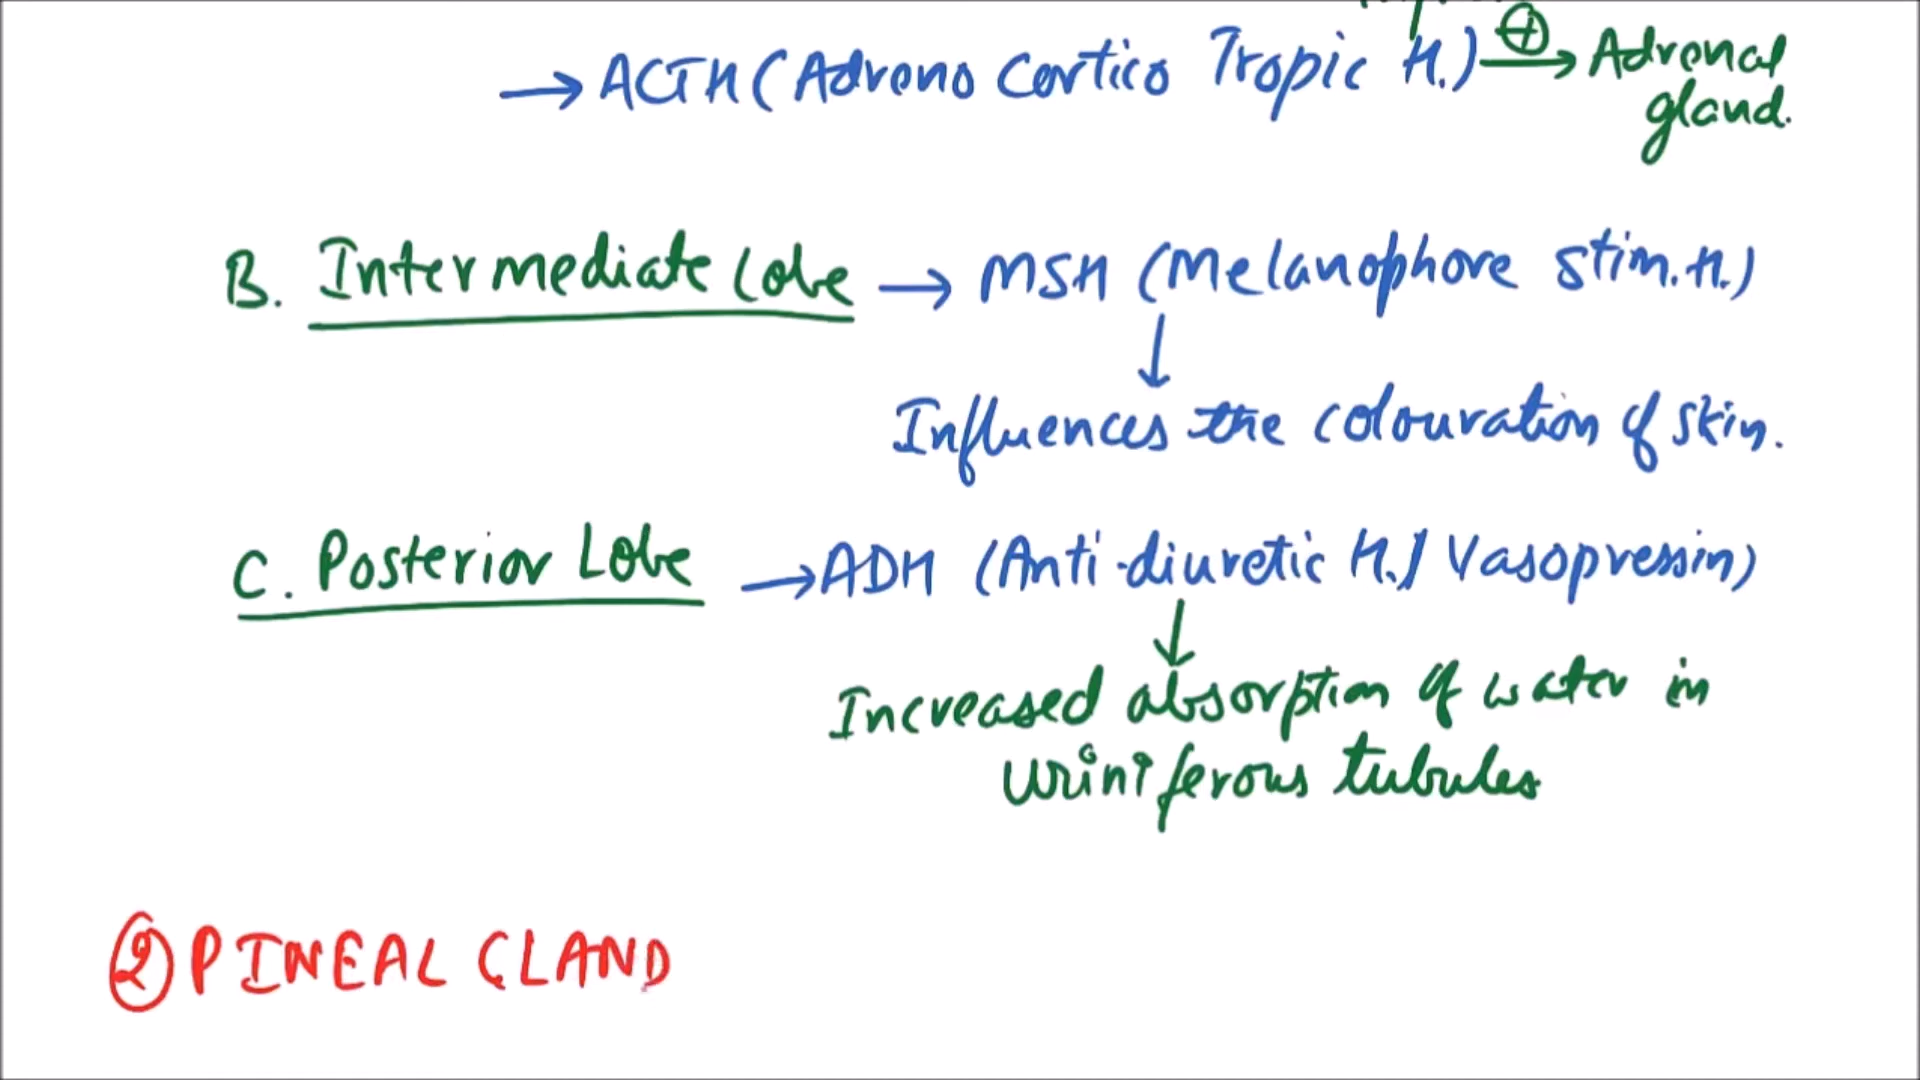 → ACTH (Adreno Cortico Tropic H.) ⊕→ Adrenal
gland.
B. Intermediate Lobe → MSH (Melanophore stim. H.)
↓
Influences the colouration of skin.
C. Posterior Lobe → ADH (Anti-diuretic H./ Vasopressin)
↓
Increased absorption of water in
uriniferous tubules
② PINEAL GLAND